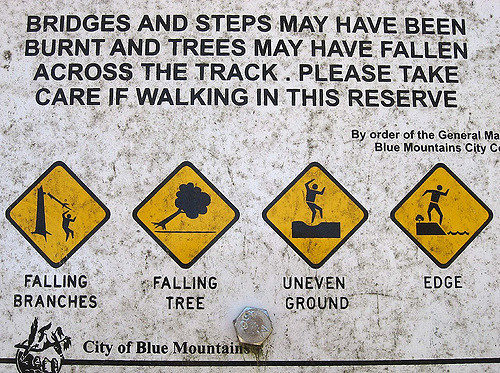 BRIDGES AND STEPS MAY HAVE BEEN
BURNT AND TREES MAY HAVE FALLEN
ACROSS THE TRACK . PLEASE TAKE
CARE IF WALKING IN THIS RESERVE
By order of the General Ma
Blue Mountains City C
FALLING
BRANCHES
FALLING
TREE
UNEVEN
GROUND
EDGE
City of Blue Mountains